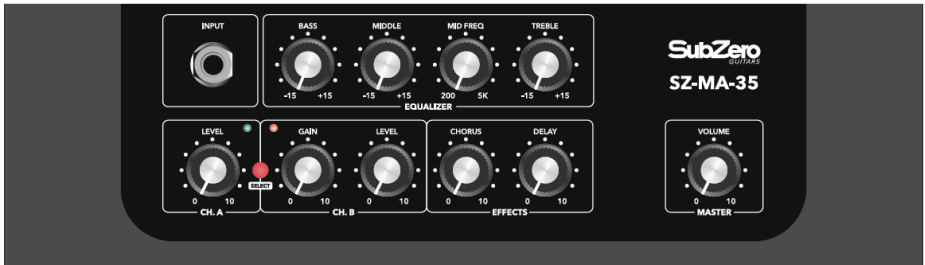 INPUT
BASS MIDDLE MID FREQ TREBLE
-15 +15 -15 +15 200 5K -15 +15
EQUALIZER
SubZero
GUITARS
SZ-MA-35
LEVEL GAIN LEVEL CHORUS DELAY VOLUME
SELECT
0 10 0 10 0 10 0 10 0 10 0 10
CH. A CH. B EFFECTS MASTER